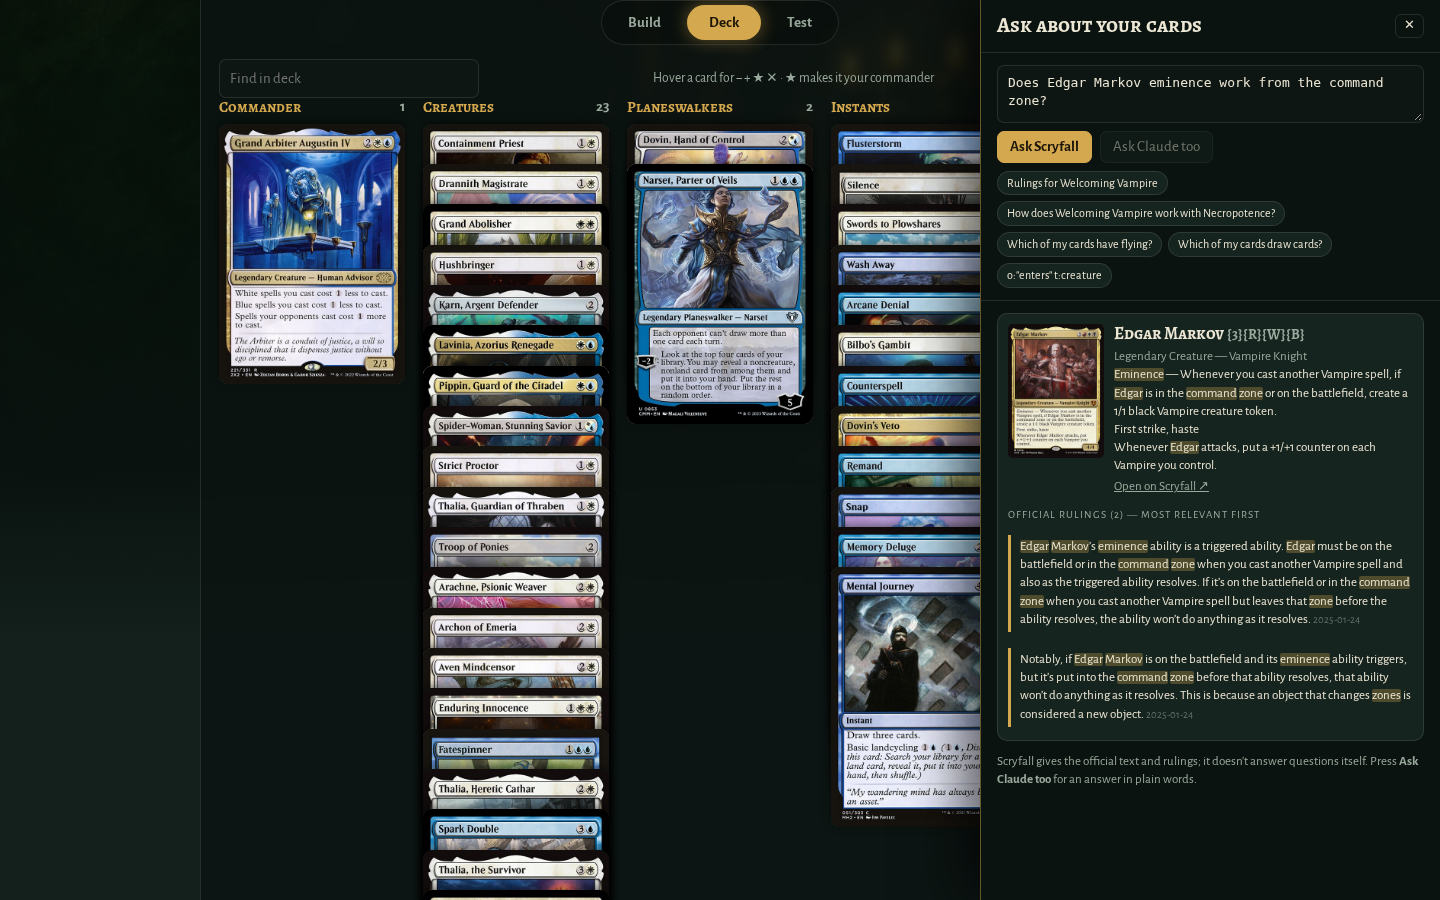 Build Deck Test
Find in deck
Hover a card for – + ★ ✕ · ★ makes it your commander
Commander 1
Grand Arbiter Augustin IV
Legendary Creature — Human Advisor
White spells you cast cost 1 less to cast.
Blue spells you cast cost 1 less to cast.
Spells your opponents cast cost 1 more
to cast.
The Arbiter is a conduit of justice, a will so
disciplined that it dispenses justice without
ego or remorse.
2/3
Creatures 23
Containment Priest
Drannith Magistrate
Grand Abolisher
Hushbringer
Karn, Argent Defender
Lavinia, Azorius Renegade
Pippin, Guard of the Citadel
Spider-Woman, Stunning Savior
Strict Proctor
Thalia, Guardian of Thraben
Troop of Ponies
Arachne, Psionic Weaver
Archon of Emeria
Aven Mindcensor
Enduring Innocence
Fatespinner
Thalia, Heretic Cathar
Spark Double
Thalia, the Survivor
Planeswalkers 2
Dovin, Hand of Control
Narset, Parter of Veils
Legendary Planeswalker — Narset
Each opponent can't draw more than
one card each turn.
-2
Look at the top four cards of your
library. You may reveal a noncreature,
nonland card from among them and
put it into your hand. Put the rest
on the bottom of your library in a
random order.
5
Instants
Flusterstorm
Silence
Swords to Plowshares
Wash Away
Arcane Denial
Bilbo's Gambit
Counterspell
Dovin's Veto
Remand
Snap
Memory Deluge
Mental Journey
Instant
Draw three cards.
Basic landcycling
this card: Search your library for a
land card, reveal it, put it into your
hand, then shuffle.)
"My wandering mind has always
an asset."
Ask about your cards ✕
Does Edgar Markov eminence work from the command
zone?
Ask Scryfall Ask Claude too
Rulings for Welcoming Vampire
How does Welcoming Vampire work with Necropotence?
Which of my cards have flying? Which of my cards draw cards?
o:"enters" t:creature
Edgar Markov {3}{R}{W}{B}
Legendary Creature — Vampire Knight
Eminence — Whenever you cast another Vampire spell, if
Edgar is in the command zone or on the battlefield, create a
1/1 black Vampire creature token.
First strike, haste
Whenever Edgar attacks, put a +1/+1 counter on each
Vampire you control.
Open on Scryfall ↗
OFFICIAL RULINGS (2) — MOST RELEVANT FIRST
Edgar Markov's eminence ability is a triggered ability. Edgar must be on the
battlefield or in the command zone when you cast another Vampire spell and
also as the triggered ability resolves. If it's on the battlefield or in the command
zone when you cast another Vampire spell but leaves that zone before the
ability resolves, the ability won't do anything as it resolves. 2025-01-24
Notably, if Edgar Markov is on the battlefield and its eminence ability triggers,
but it's put into the command zone before that ability resolves, that ability
won't do anything as it resolves. This is because an object that changes zones is
considered a new object. 2025-01-24
Scryfall gives the official text and rulings; it doesn't answer questions itself. Press Ask
Claude too for an answer in plain words.